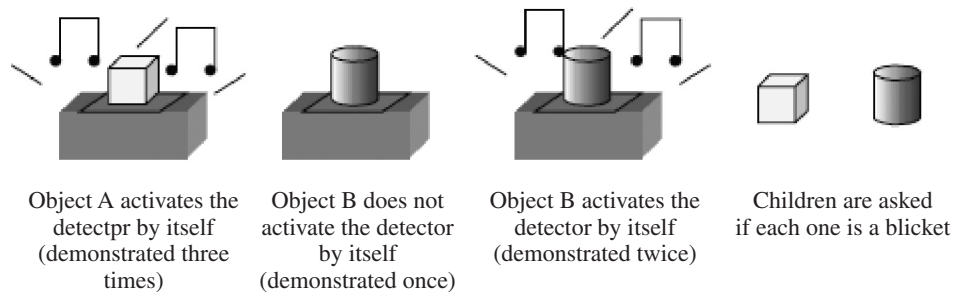 Object A activates the
detectpr by itself
(demonstrated three
times)
Object B does not
activate the detector
by itself
(demonstrated once)
Object B activates the
detector by itself
(demonstrated twice)
Children are asked
if each one is a blicket